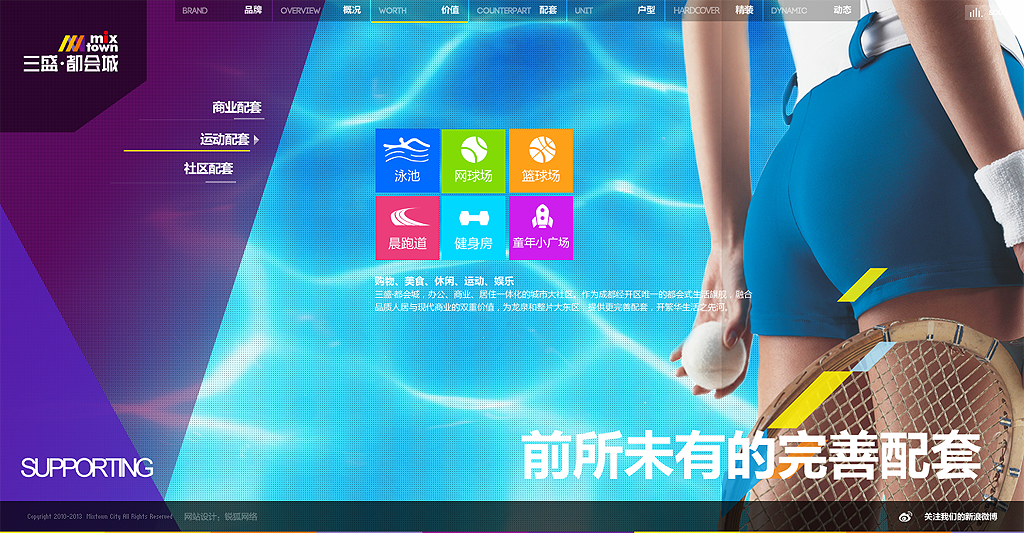 BRAND 品牌
OVERVIEW 概况
WORTH 价值
COUNTERPART 配套
UNIT 户型
HARDCOVER 精装
DYNAMIC 动态
mix
town
三盛·都会城
商业配套
运动配套
社区配套
泳池
网球场
篮球场
晨跑道
健身房
童年小广场
购物、美食、休闲、运动、娱乐
三盛·都会城，办公、商业、居住一体化的城市大社区。作为成都经开区唯一的都会式生活旗舰，融合
品质人居与现代商业的双重价值，为龙泉和整片大东区，提供更完善配套，开繁华生活之先河。
前所未有的完善配套
SUPPORTING
Copyright 2010-2013 Mixtown City All Rights Reserved
网站设计：锐狐网络
关注我们的新浪微博